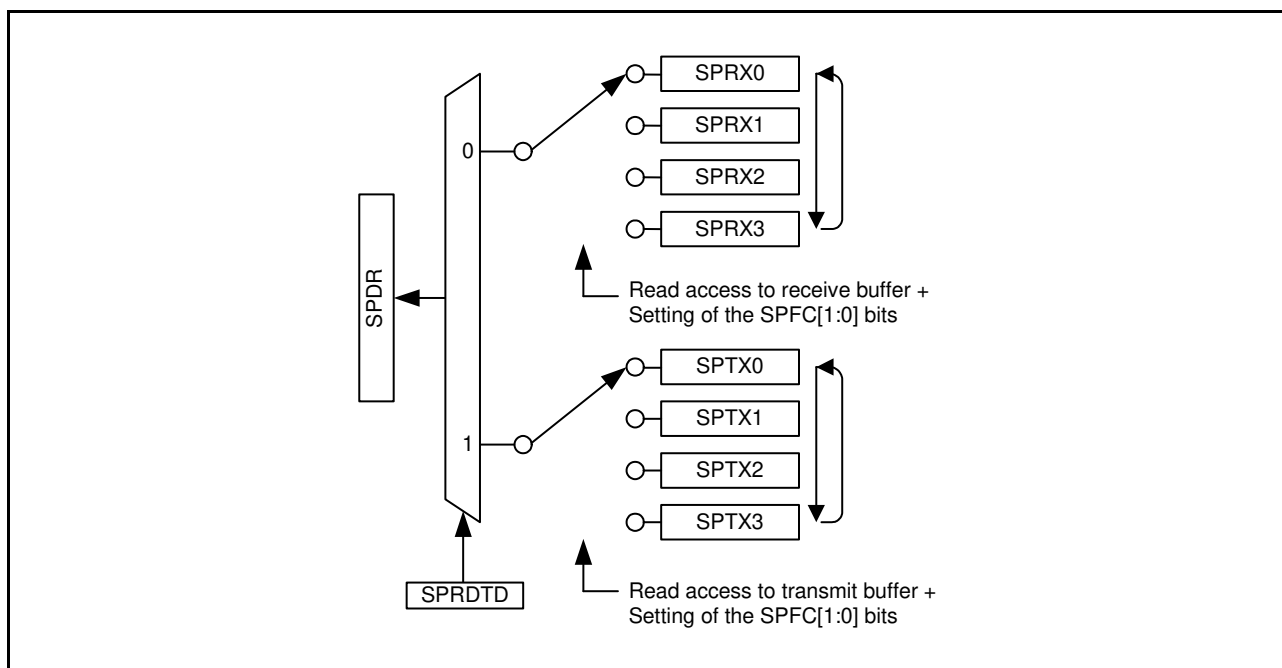 SPRX0
SPRX1
0
SPRX2
SPRX3
SPDR
Read access to receive buffer +
Setting of the SPFC[1:0] bits
SPTX0
SPTX1
1
SPTX2
SPTX3
SPRDTD
Read access to transmit buffer +
Setting of the SPFC[1:0] bits